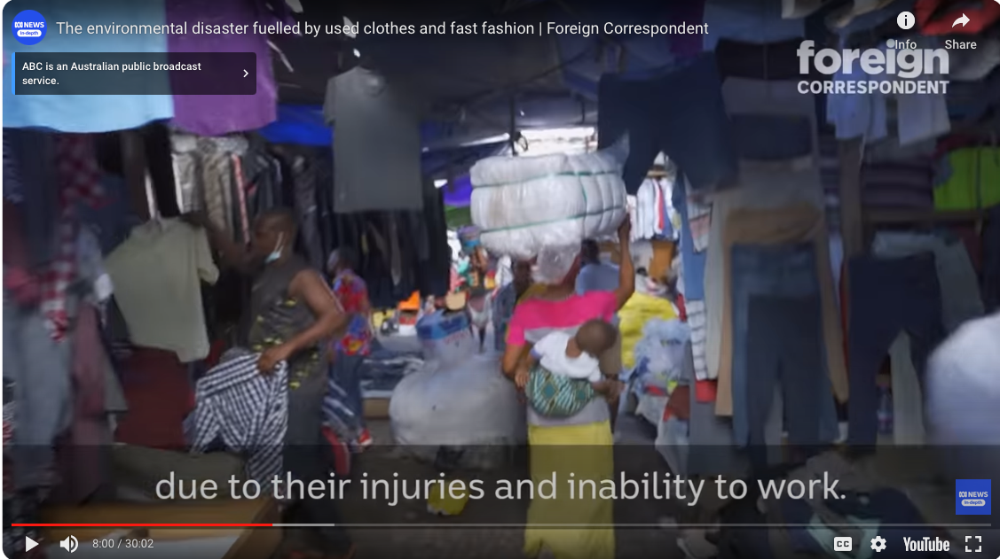 NEWS
In-depth
The environmental disaster fuelled by used clothes and fast fashion | Foreign Correspondent
Info
Share
ABC is an Australian public broadcast
service.
foreign
CORRESPONDENT
due to their injuries and inability to work.
NEWS
In-depth
8:00 / 30:02
CC
YouTube